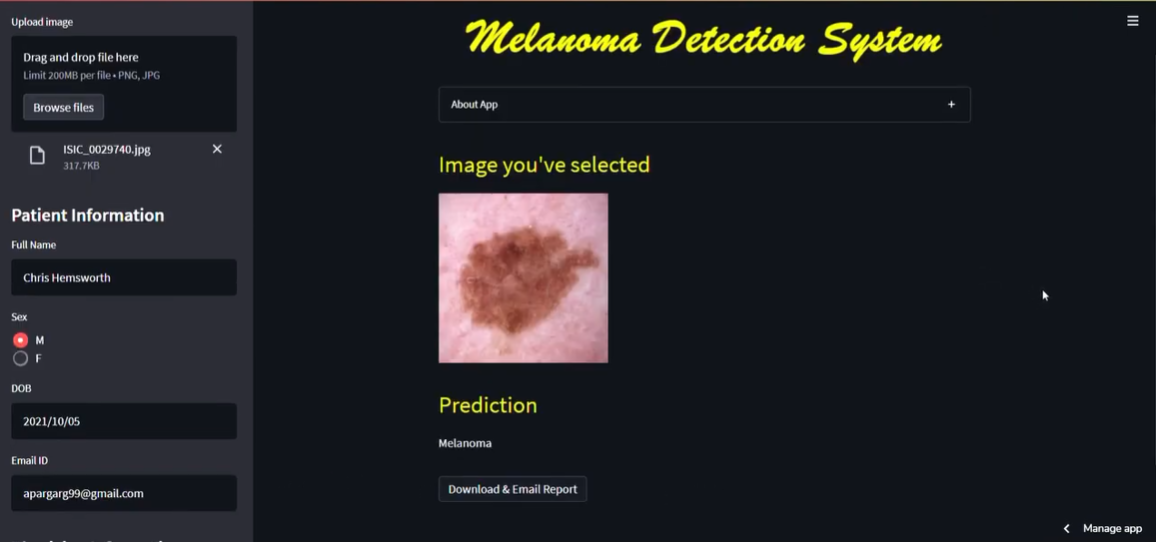 Upload image
Drag and drop file here
Limit 200MB per file • PNG, JPG
Browse files
ISIC_0029740.jpg
317.7KB
Patient Information
Full Name
Chris Hemsworth
Sex
M
F
DOB
2021/10/05
Email ID
apargarg99@gmail.com
Melanoma Detection System
About App
Image you've selected
Prediction
Melanoma
Download & Email Report
Manage app